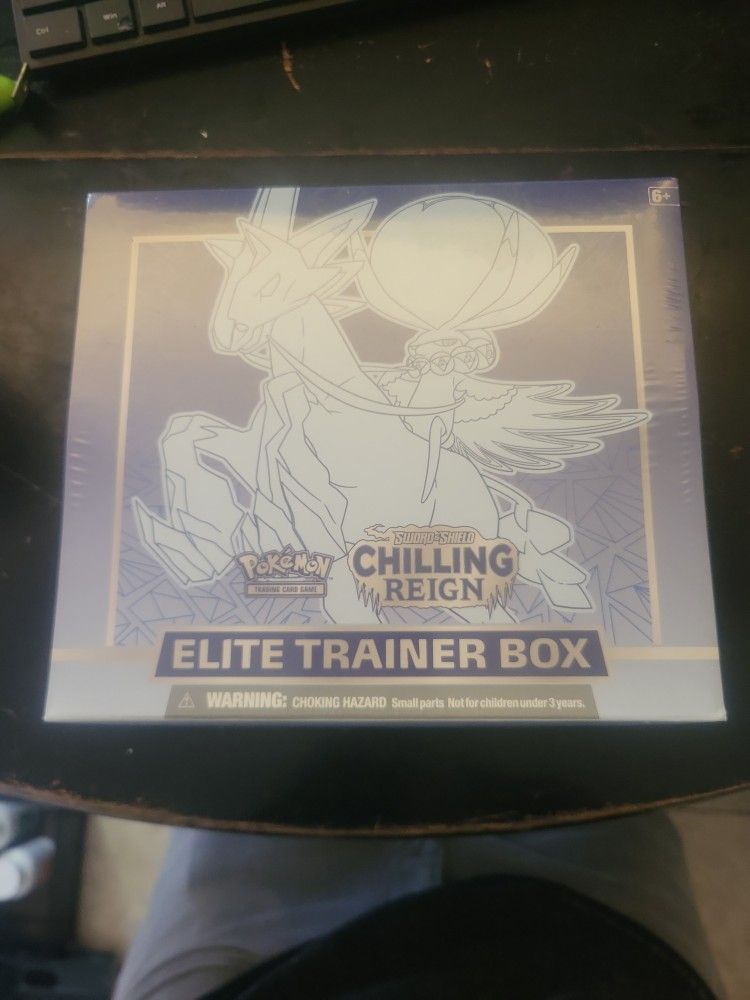 Ctrl
Win
Alt
6+
Pokémon
TRADING CARD GAME
SWORD & SHIELD
CHILLING
REIGN
ELITE TRAINER BOX
WARNING: CHOKING HAZARD Small parts Not for children under 3 years.